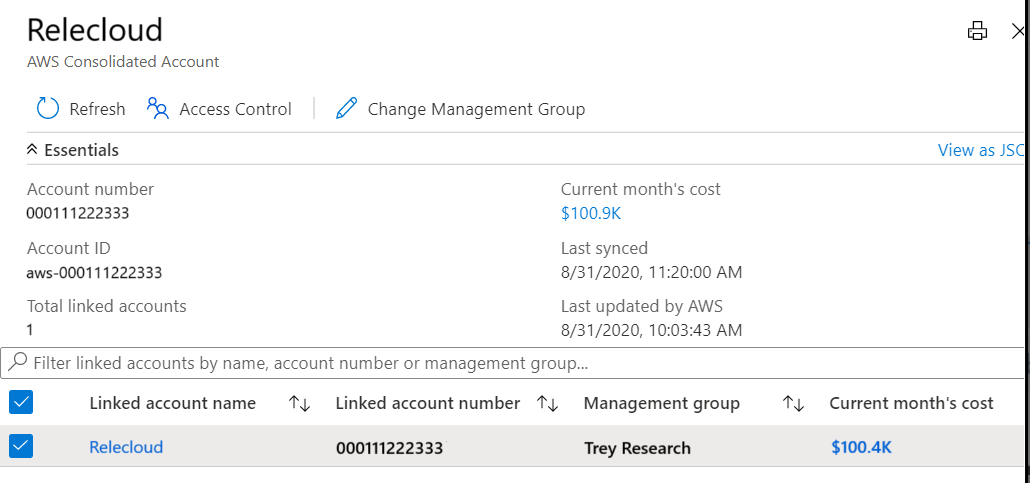 Relecloud
AWS Consolidated Account
Refresh Access Control Change Management Group
Essentials View as JSO
Account number Current month's cost
000111222333 $100.9K
Account ID Last synced
aws-000111222333 8/31/2020, 11:20:00 AM
Total linked accounts Last updated by AWS
1 8/31/2020, 10:03:43 AM
Filter linked accounts by name, account number or management group...
Linked account name Linked account number Management group Current month's cost
Relecloud 000111222333 Trey Research $100.4K